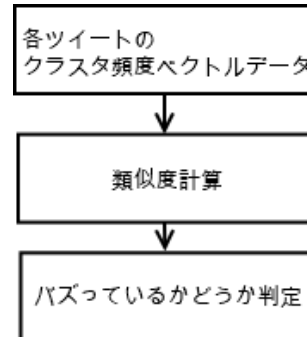 各ツイートの
クラスタ頻度ベクトルデータ
類似度計算
バズっているかどうか判定